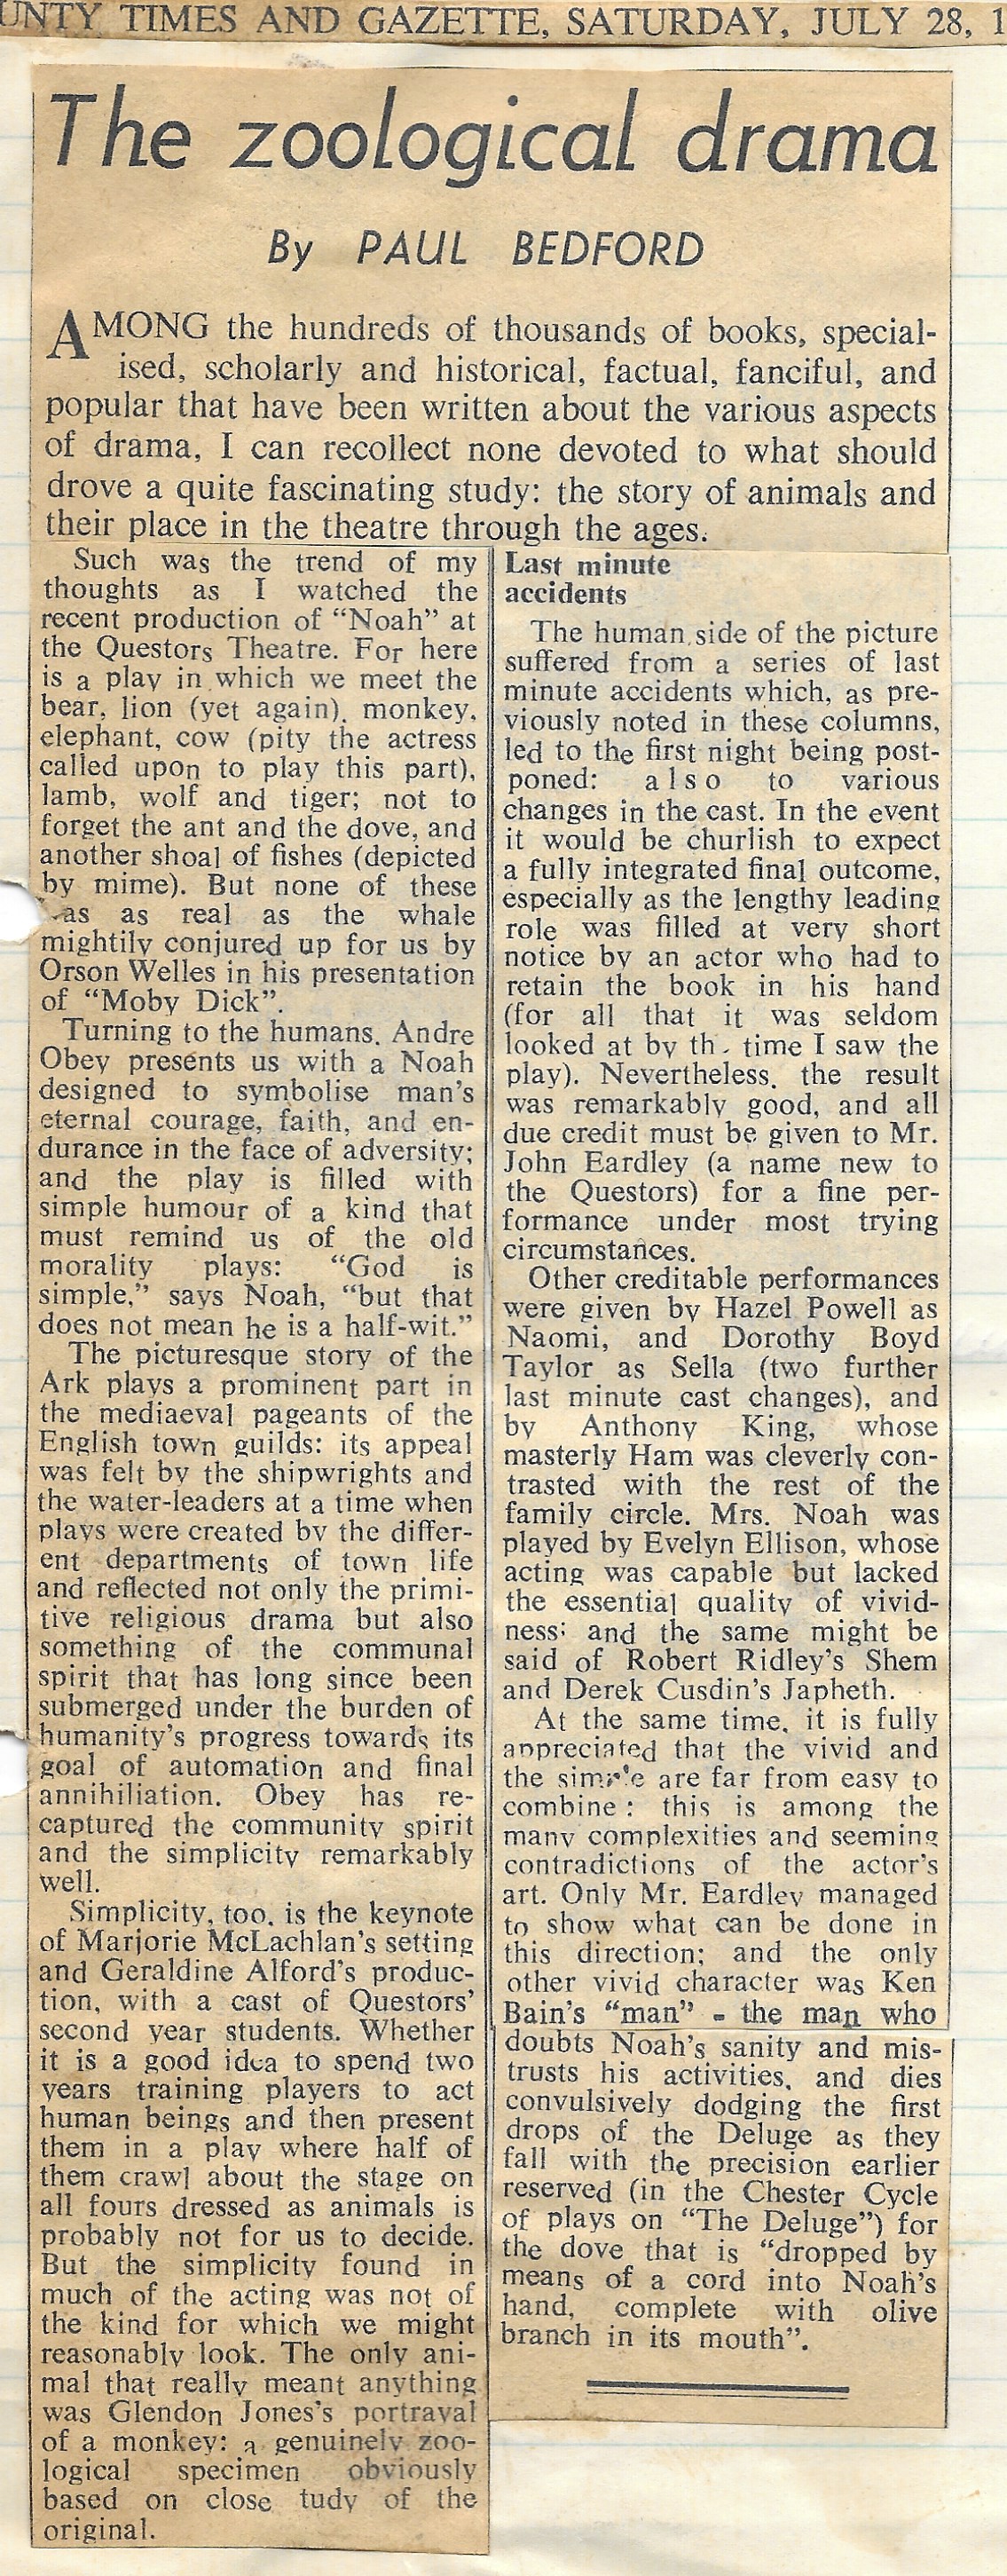 UNTY TIMES AND GAZETTE, SATURDAY, JULY 28, 1
The zoological drama
By PAUL BEDFORD
AMONG the hundreds of thousands of books, special-
ised, scholarly and historical, factual, fanciful, and
popular that have been written about the various aspects
of drama, I can recollect none devoted to what should
drove a quite fascinating study: the story of animals and
their place in the theatre through the ages.
Such was the trend of my
thoughts as I watched the
recent production of “Noah” at
the Questors Theatre. For here
is a play in which we meet the
bear, lion (yet again), monkey,
elephant, cow (pity the actress
called upon to play this part),
lamb, wolf and tiger; not to
forget the ant and the dove, and
another shoal of fishes (depicted
by mime). But none of these
as as real as the whale
mightily conjured up for us by
Orson Welles in his presentation
of “Moby Dick”.
Turning to the humans, Andre
Obey presents us with a Noah
designed to symbolise man’s
eternal courage, faith, and en-
durance in the face of adversity;
and the play is filled with
simple humour of a kind that
must remind us of the old
morality plays: “God is
simple,” says Noah, “but that
does not mean he is a half-wit.”
The picturesque story of the
Ark plays a prominent part in
the mediaeval pageants of the
English town guilds: its appeal
was felt by the shipwrights and
the water-leaders at a time when
plays were created by the differ-
ent departments of town life
and reflected not only the primi-
tive religious drama but also
something of the communal
spirit that has long since been
submerged under the burden of
humanity’s progress towards its
goal of automation and final
annihiliation. Obey has re-
captured the community spirit
and the simplicity remarkably
well.
Simplicity, too, is the keynote
of Marjorie McLachlan’s setting
and Geraldine Alford’s produc-
tion, with a cast of Questors’
second year students. Whether
it is a good idea to spend two
years training players to act
human beings and then present
them in a play where half of
them crawl about the stage on
all fours dressed as animals is
probably not for us to decide.
But the simplicity found in
much of the acting was not of
the kind for which we might
reasonably look. The only ani-
mal that really meant anything
was Glendon Jones’s portrayal
of a monkey: a genuinely zoo-
logical specimen obviously
based on close tudy of the
original.
Last minute
accidents
The human side of the picture
suffered from a series of last
minute accidents which, as pre-
viously noted in these columns,
led to the first night being post-
poned: also to various
changes in the cast. In the event
it would be churlish to expect
a fully integrated final outcome,
especially as the lengthy leading
role was filled at very short
notice by an actor who had to
retain the book in his hand
(for all that it was seldom
looked at by th. time I saw the
play). Nevertheless, the result
was remarkably good, and all
due credit must be given to Mr.
John Eardley (a name new to
the Questors) for a fine per-
formance under most trying
circumstances.
Other creditable performances
were given by Hazel Powell as
Naomi, and Dorothy Boyd
Taylor as Sella (two further
last minute cast changes), and
by Anthony King, whose
masterly Ham was cleverly con-
trasted with the rest of the
family circle. Mrs. Noah was
played by Evelyn Ellison, whose
acting was capable but lacked
the essential quality of vivid-
ness; and the same might be
said of Robert Ridley’s Shem
and Derek Cusdin’s Japheth.
At the same time, it is fully
appreciated that the vivid and
the simple are far from easy to
combine: this is among the
many complexities and seeming
contradictions of the actor’s
art. Only Mr. Eardley managed
to show what can be done in
this direction; and the only
other vivid character was Ken
Bain’s “man” - the man who
doubts Noah’s sanity and mis-
trusts his activities, and dies
convulsively dodging the first
drops of the Deluge as they
fall with the precision earlier
reserved (in the Chester Cycle
of plays on “The Deluge”) for
the dove that is “dropped by
means of a cord into Noah’s
hand, complete with olive
branch in its mouth”.